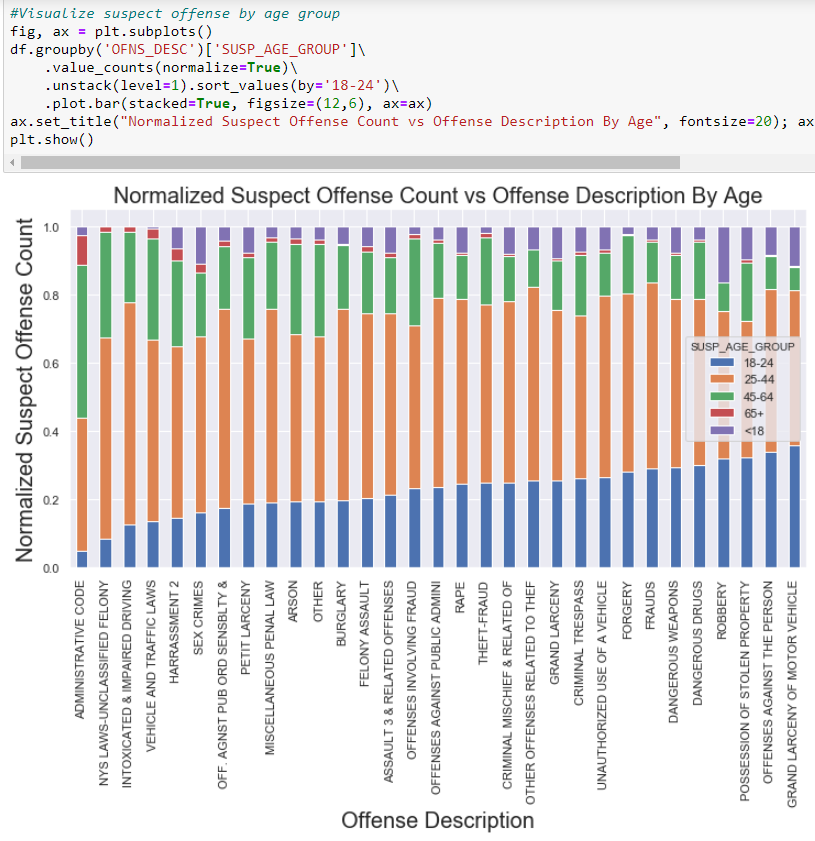 #Visualize suspect offense by age group
fig, ax = plt.subplots()
df.groupby('OFNS_DESC')['SUSP_AGE_GROUP']\
.value_counts(normalize=True)\
.unstack(level=1).sort_values(by='18-24')\
.plot.bar(stacked=True, figsize=(12,6), ax=ax)
ax.set_title("Normalized Suspect Offense Count vs Offense Description By Age", fontsize=20); ax
plt.show()
Normalized Suspect Offense Count vs Offense Description By Age
Normalized Suspect Offense Count
1.0
0.8
0.6
0.4
0.2
0.0
SUSP_AGE_GROUP
18-24
25-44
45-64
65+
<18
ADMINISTRATIVE CODE
NYS LAWS-UNCLASSIFIED FELONY
INTOXICATED & IMPAIRED DRIVING
VEHICLE AND TRAFFIC LAWS
HARRASSMENT 2
SEX CRIMES
OFF. AGNST PUB ORD SENSBLTY &
PETIT LARCENY
MISCELLANEOUS PENAL LAW
ARSON
OTHER
BURGLARY
FELONY ASSAULT
ASSAULT 3 & RELATED OFFENSES
OFFENSES INVOLVING FRAUD
OFFENSES AGAINST PUBLIC ADMINI
RAPE
THEFT-FRAUD
CRIMINAL MISCHIEF & RELATED OF
OTHER OFFENSES RELATED TO THEF
GRAND LARCENY
CRIMINAL TRESPASS
UNAUTHORIZED USE OF A VEHICLE
FORGERY
FRAUDS
DANGEROUS WEAPONS
DANGEROUS DRUGS
ROBBERY
POSSESSION OF STOLEN PROPERTY
OFFENSES AGAINST THE PERSON
GRAND LARCENY OF MOTOR VEHICLE
Offense Description